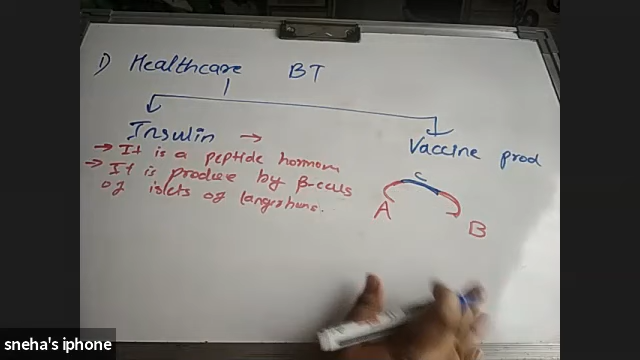 1) Healthcare BT
Insulin →
Vaccine prod
→ It is a peptide hormon
→ It is produce by β-cells
of islets of langerhans.
C
A
B
sneha's iphone